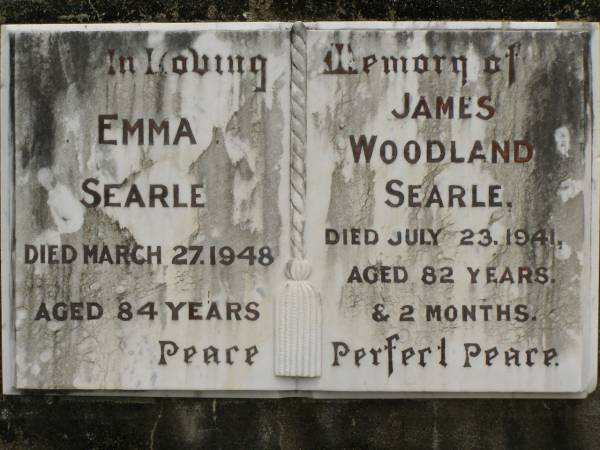 In Loving Memory of
EMMA
SEARLE
DIED MARCH 27.1948
AGED 84 YEARS
Peace
JAMES
WOODLAND
SEARLE.
DIED JULY 23.1941,
AGED 82 YEARS.
& 2 MONTHS.
Perfect Peace.